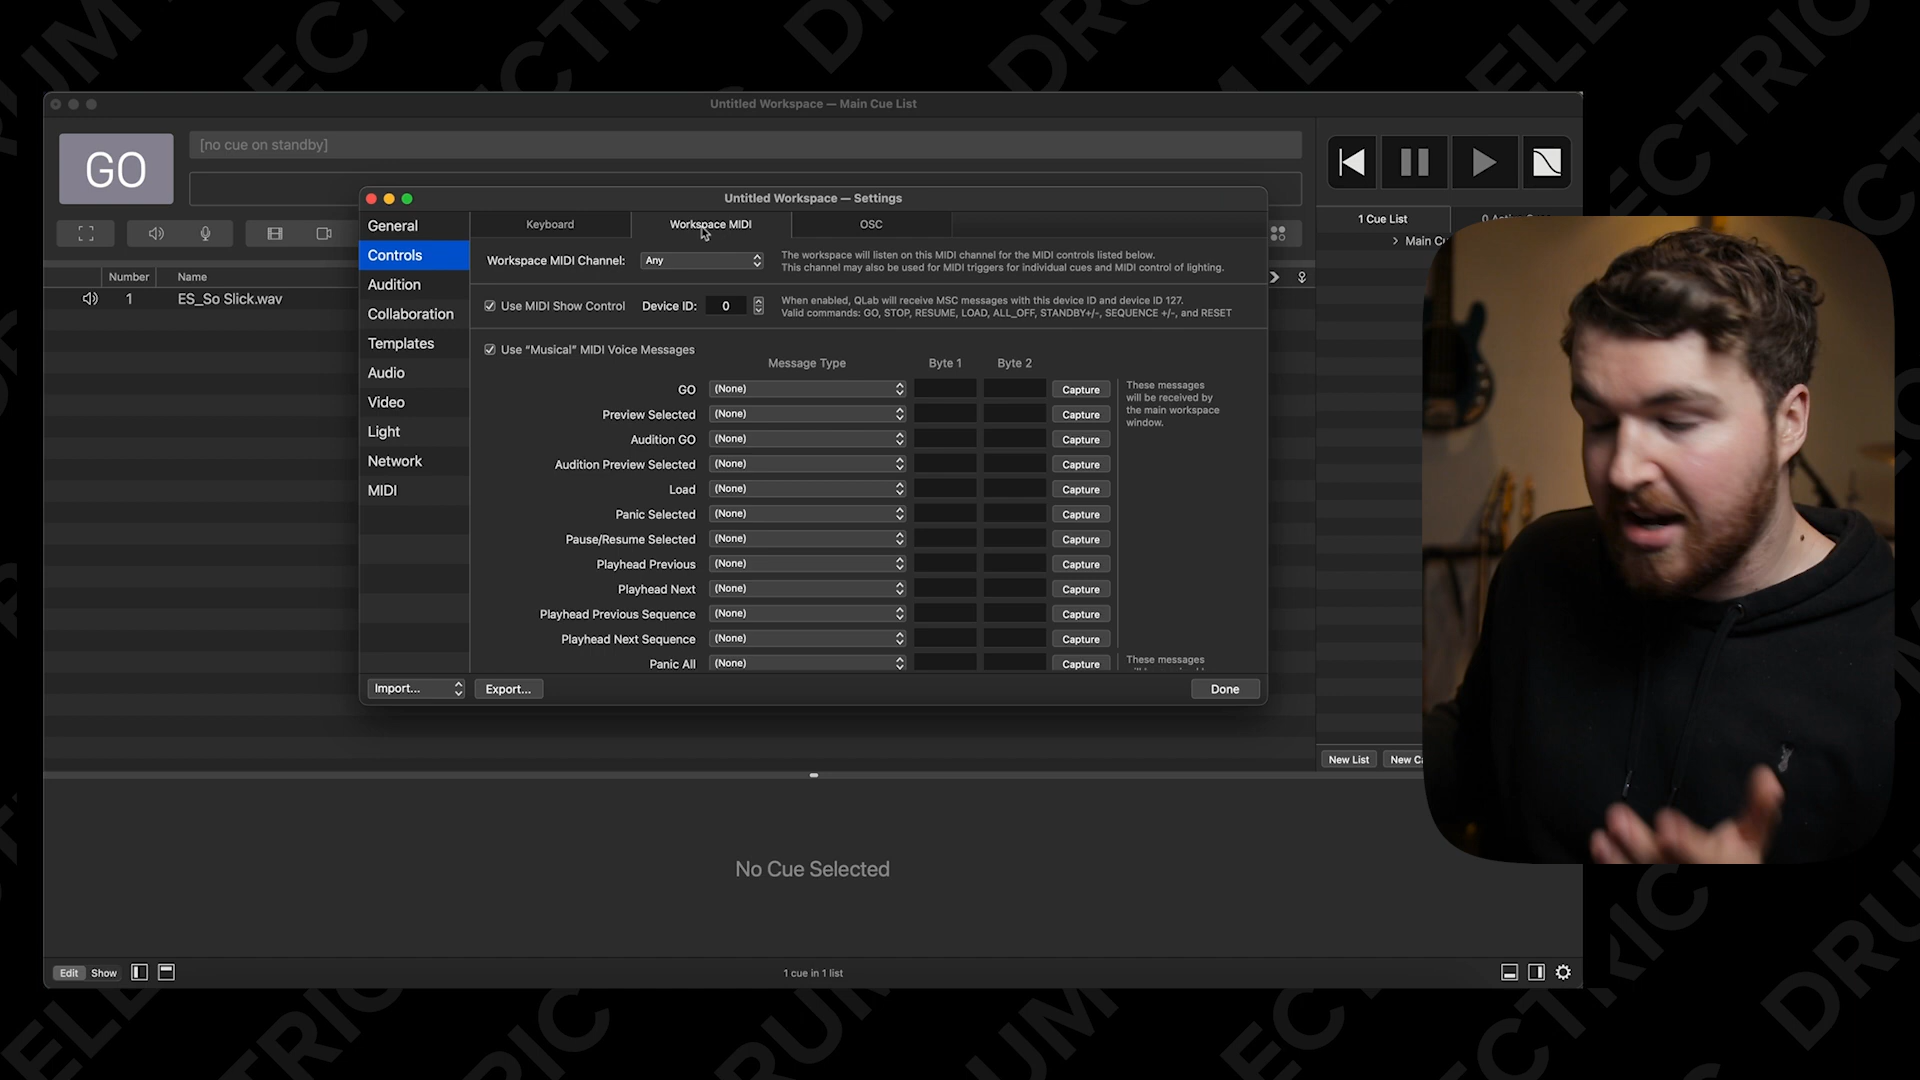 Untitled Workspace — Main Cue List
GO
[no cue on standby]
Number Name
1 ES_So Slick.wav
Untitled Workspace — Settings
General
Controls
Audition
Collaboration
Templates
Audio
Video
Light
Network
MIDI
Keyboard Workspace MIDI OSC
Workspace MIDI Channel: Any
The workspace will listen on this MIDI channel for the MIDI controls listed below.
This channel may also be used for MIDI triggers for individual cues and MIDI control of lighting.
Use MIDI Show Control Device ID: 0
When enabled, QLab will receive MSC messages with this device ID and device ID 127.
Valid commands: GO, STOP, RESUME, LOAD, ALL_OFF, STANDBY+/-, SEQUENCE +/-, and RESET
Use “Musical” MIDI Voice Messages
Message Type Byte 1 Byte 2
GO (None) Capture
Preview Selected (None) Capture
Audition GO (None) Capture
Audition Preview Selected (None) Capture
Load (None) Capture
Panic Selected (None) Capture
Pause/Resume Selected (None) Capture
Playhead Previous (None) Capture
Playhead Next (None) Capture
Playhead Previous Sequence (None) Capture
Playhead Next Sequence (None) Capture
Panic All (None) Capture
These messages
will be received by
the main workspace
window.
These messages
Import... Export... Done
1 Cue List
Main
New List New
No Cue Selected
Edit Show
1 cue in 1 list
ELECTRIC
DRUM